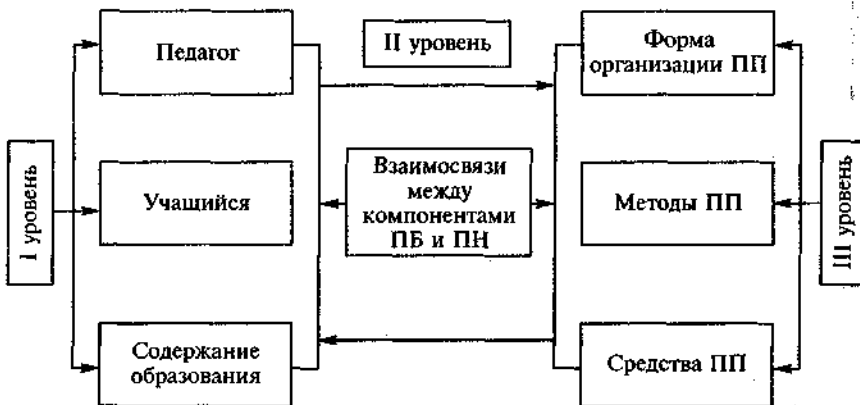 Педагог
II уровень
Форма
организации ПП
I уровень
Учащийся
Взаимосвязи
между
компонентами
ПБ и ПН
Методы ПП
III уровень
Содержание
образования
Средства ПП